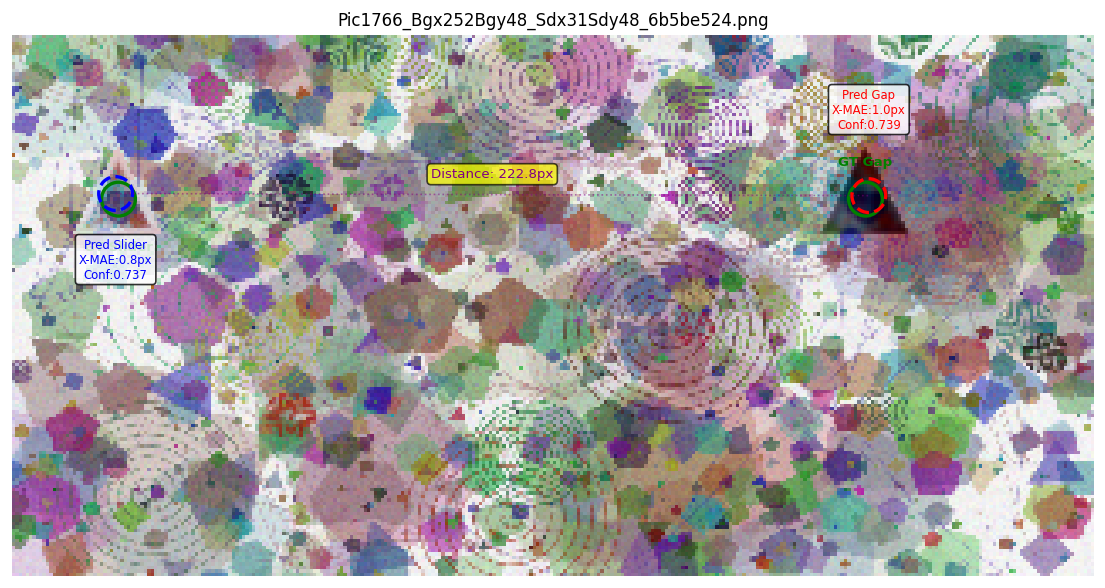 Pic1766_Bgx252Bgy48_Sdx31Sdy48_6b5be524.png
Pred Gap
X-MAE:1.0px
Conf:0.739
GT Gap
Distance: 222.8px
Pred Slider
X-MAE:0.8px
Conf:0.737